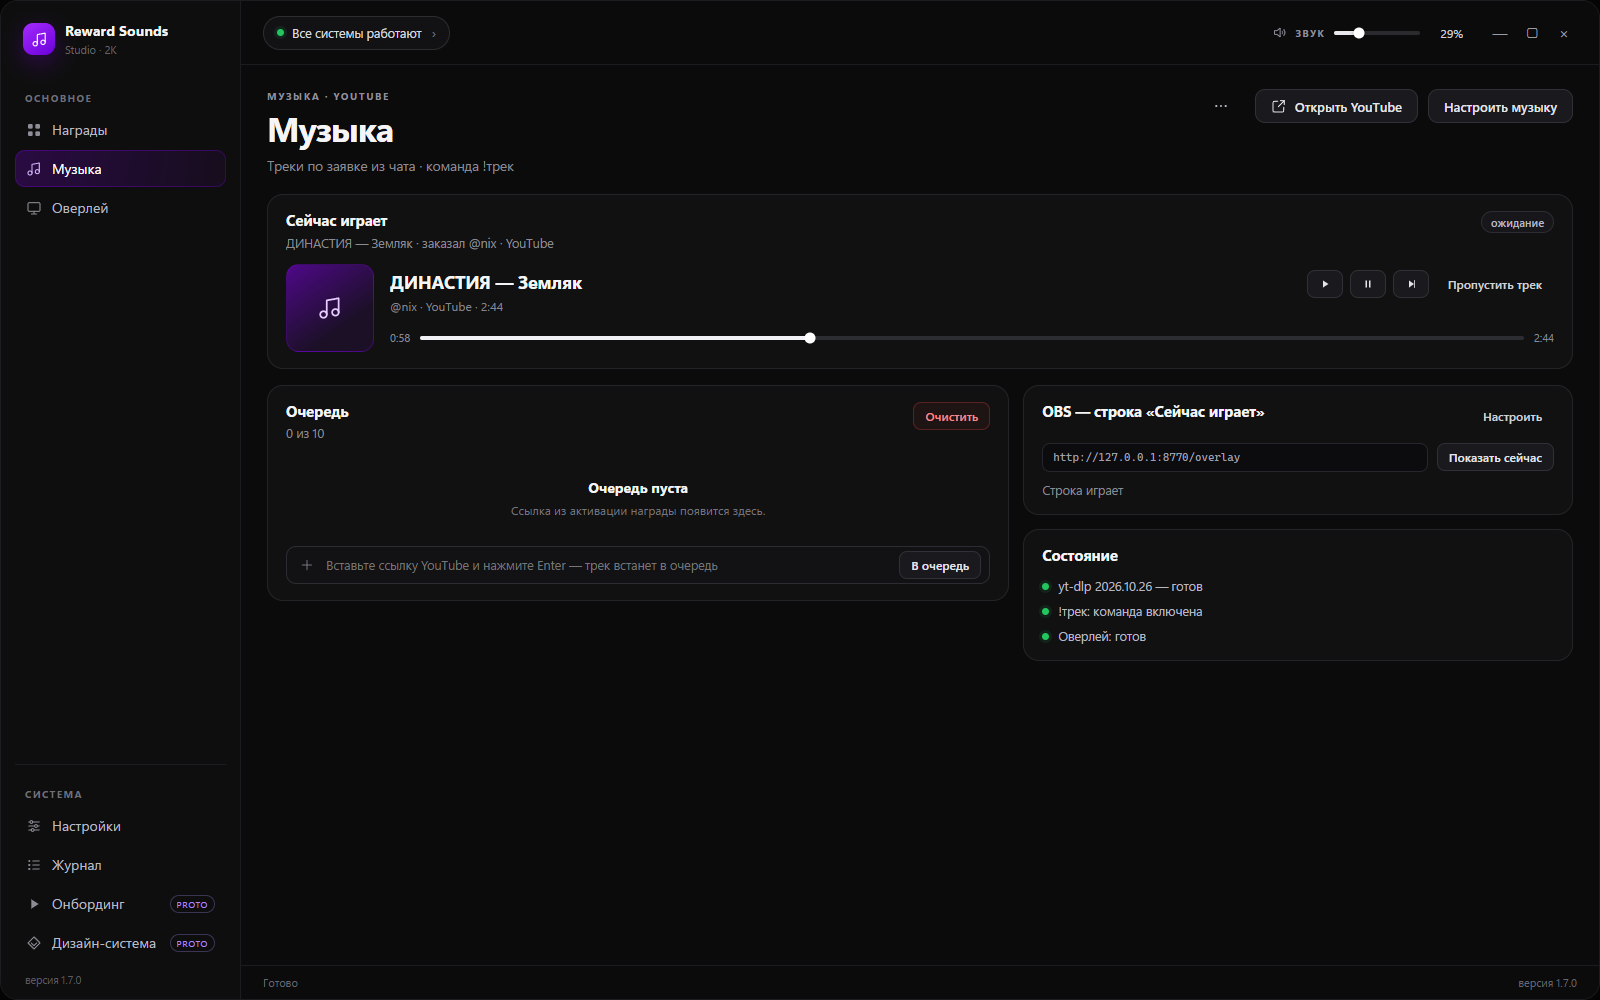 Reward Sounds
Studio · 2K
ОСНОВНОЕ
Награды
Музыка
Оверлей
СИСТЕМА
Настройки
Журнал
Онбординг PROTO
Дизайн-система PROTO
версия 1.7.0
Все системы работают ›
ЗВУК 29%
МУЗЫКА · YOUTUBE
Музыка
Треки по заявке из чата · команда !трек
Открыть YouTube
Настроить музыку
Сейчас играет
ДИНАСТИЯ — Земляк · заказал @nix · YouTube
ожидание
ДИНАСТИЯ — Земляк
@nix · YouTube · 2:44
Пропустить трек
0:58 2:44
Очередь
0 из 10
Очистить
Очередь пуста
Ссылка из активации награды появится здесь.
Вставьте ссылку YouTube и нажмите Enter — трек встанет в очередь
В очередь
OBS — строка «Сейчас играет»
Настроить
http://127.0.0.1:8770/overlay
Показать сейчас
Строка играет
Состояние
yt-dlp 2026.10.26 — готов
!трек: команда включена
Оверлей: готов
Готово
версия 1.7.0